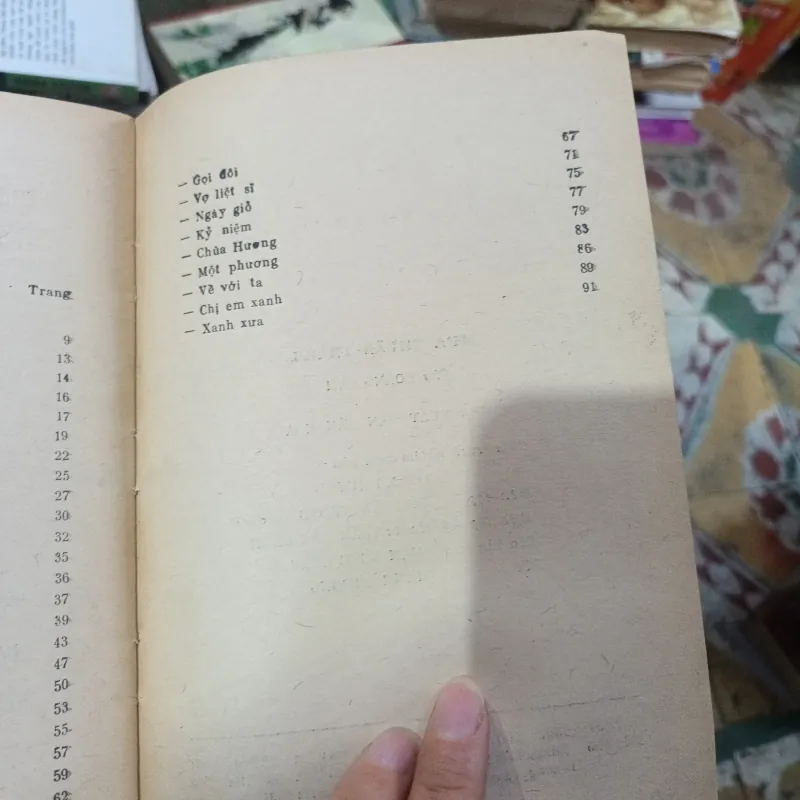 Trang
9
13
14
16
17
19
22
25
27
30
32
35
36
37
39
43
47
50
53
55
57
59
62
— Gọi đôi 67
— Vợ liệt sĩ 71
— Ngày giỗ 75
— Kỷ niệm 77
— Chùa Hương 79
— Một phương 83
— Về với ta 86
— Chị em xanh 89
— Xanh xưa 91